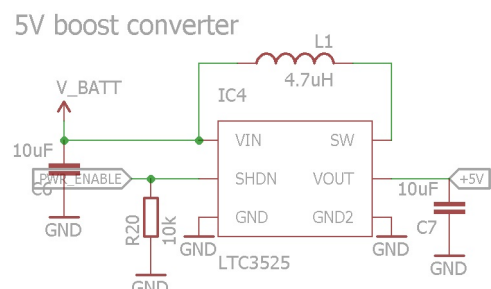 5V boost converter
L1
4.7uH
V_BATT
IC4
10uF
C6
PWR_ENABLE
VIN
SW
SHDN
VOUT
10uF
+5V
R20
10k
GND
GND2
C7
GND
GND
GND
GND
GND
LTC3525